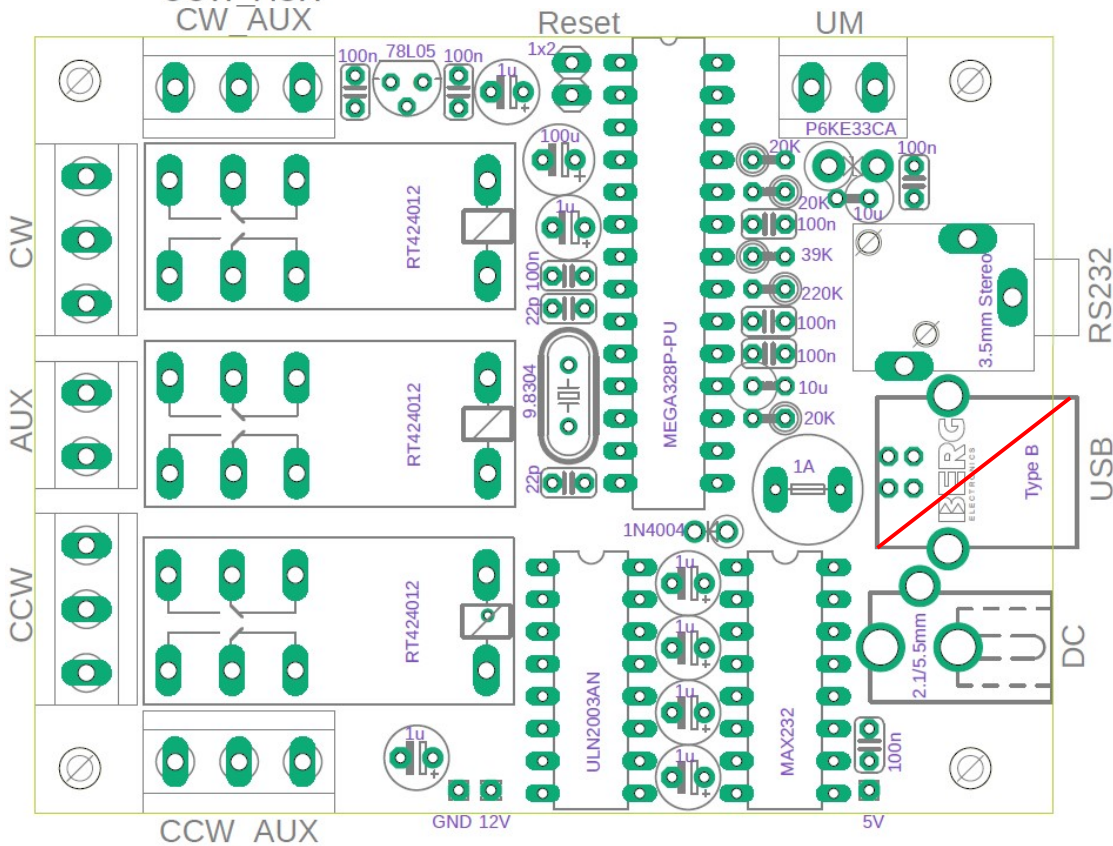 CW_AUX
Reset
UM
100n
78L05
100n
1u
1x2
P6KE33CA
100u
20K
100n
20K
10u
1u
100n
CW
RT424012
100n
39K
22p
220K
3.5mm Stereo
RS232
100n
MEGA328P-PU
100n
AUX
RT424012
9.8304
10u
20K
BERG
ELECTRONICS
Type B
USB
22p
1A
1N4004
CCW
RT424012
1u
1u
2.1/5.5mm
DC
ULN2003AN
1u
MAX232
1u
1u
100n
GND 12V
5V
CCW_AUX